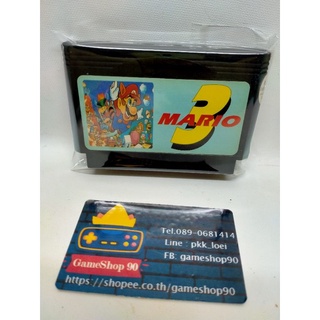 3
MARIO
Tel.089-0681414
Line : pkk_loei
FB: gameshop90
GameShop 90
https://shopee.co.th/gameshop90